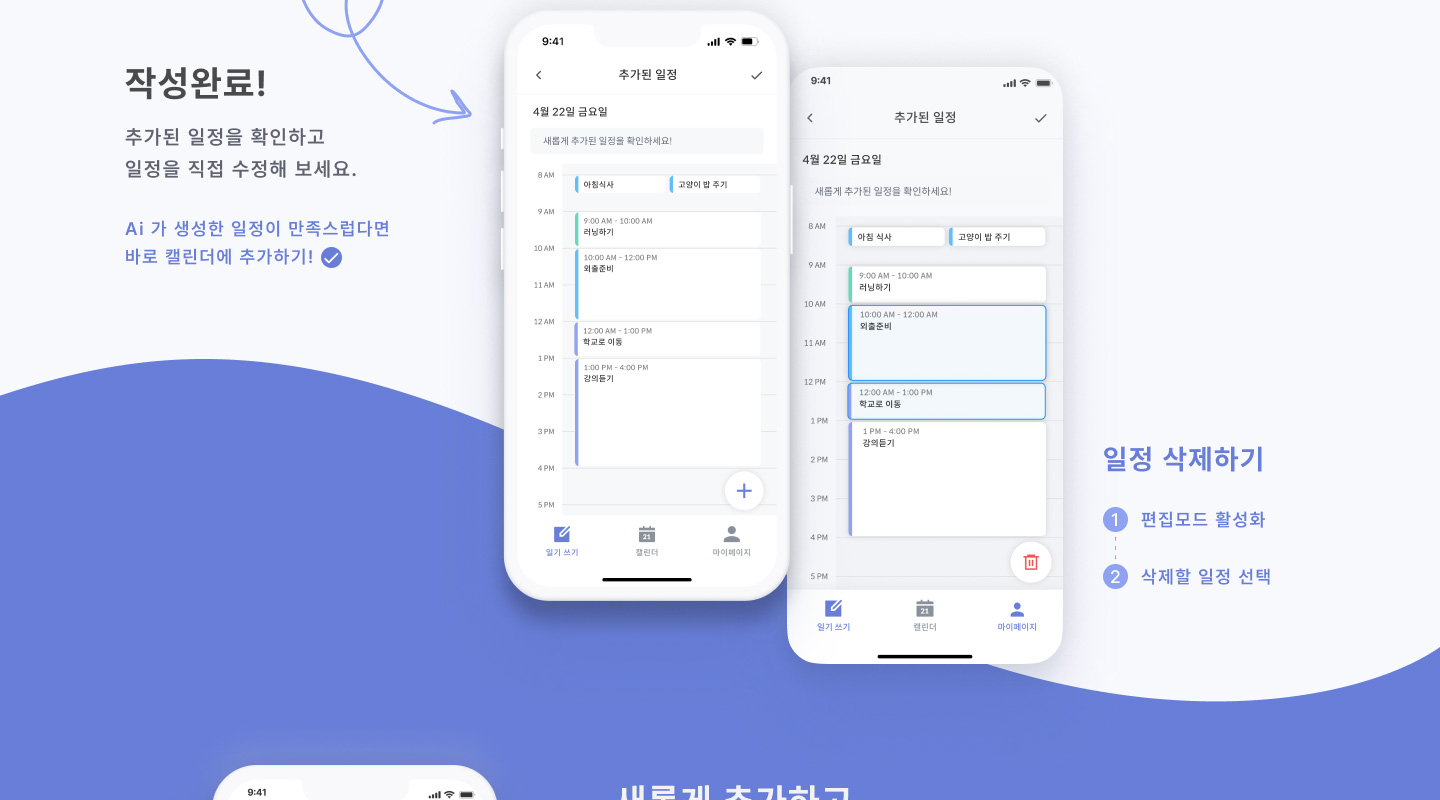 작성완료!
추가된 일정을 확인하고
일정을 직접 수정해 보세요.
Ai 가 생성한 일정이 만족스럽다면
바로 캘린더에 추가하기!
9:41
추가된 일정
4월 22일 금요일
새롭게 추가된 일정을 확인하세요!
8 AM
아침식사
고양이 밥 주기
9 AM
9:00 AM - 10:00 AM
러닝하기
10 AM
10:00 AM - 12:00 PM
외출준비
11 AM
12 AM
12:00 AM - 1:00 PM
학교로 이동
1 PM
1:00 PM - 4:00 PM
강의듣기
2 PM
3 PM
4 PM
5 PM
21
일기 쓰기
캘린더
마이페이지
9:41
추가된 일정
4월 22일 금요일
새롭게 추가된 일정을 확인하세요!
8 AM
아침 식사
고양이 밥 주기
9 AM
9:00 AM - 10:00 AM
러닝하기
10 AM
10:00 AM - 12:00 AM
외출준비
11 AM
12 PM
12:00 AM - 1:00 PM
학교로 이동
1 PM
1 PM - 4:00 PM
강의듣기
2 PM
3 PM
4 PM
5 PM
21
일기 쓰기
캘린더
마이페이지
일정 삭제하기
1 편집모드 활성화
2 삭제할 일정 선택
9:41
새롭게 추가하고